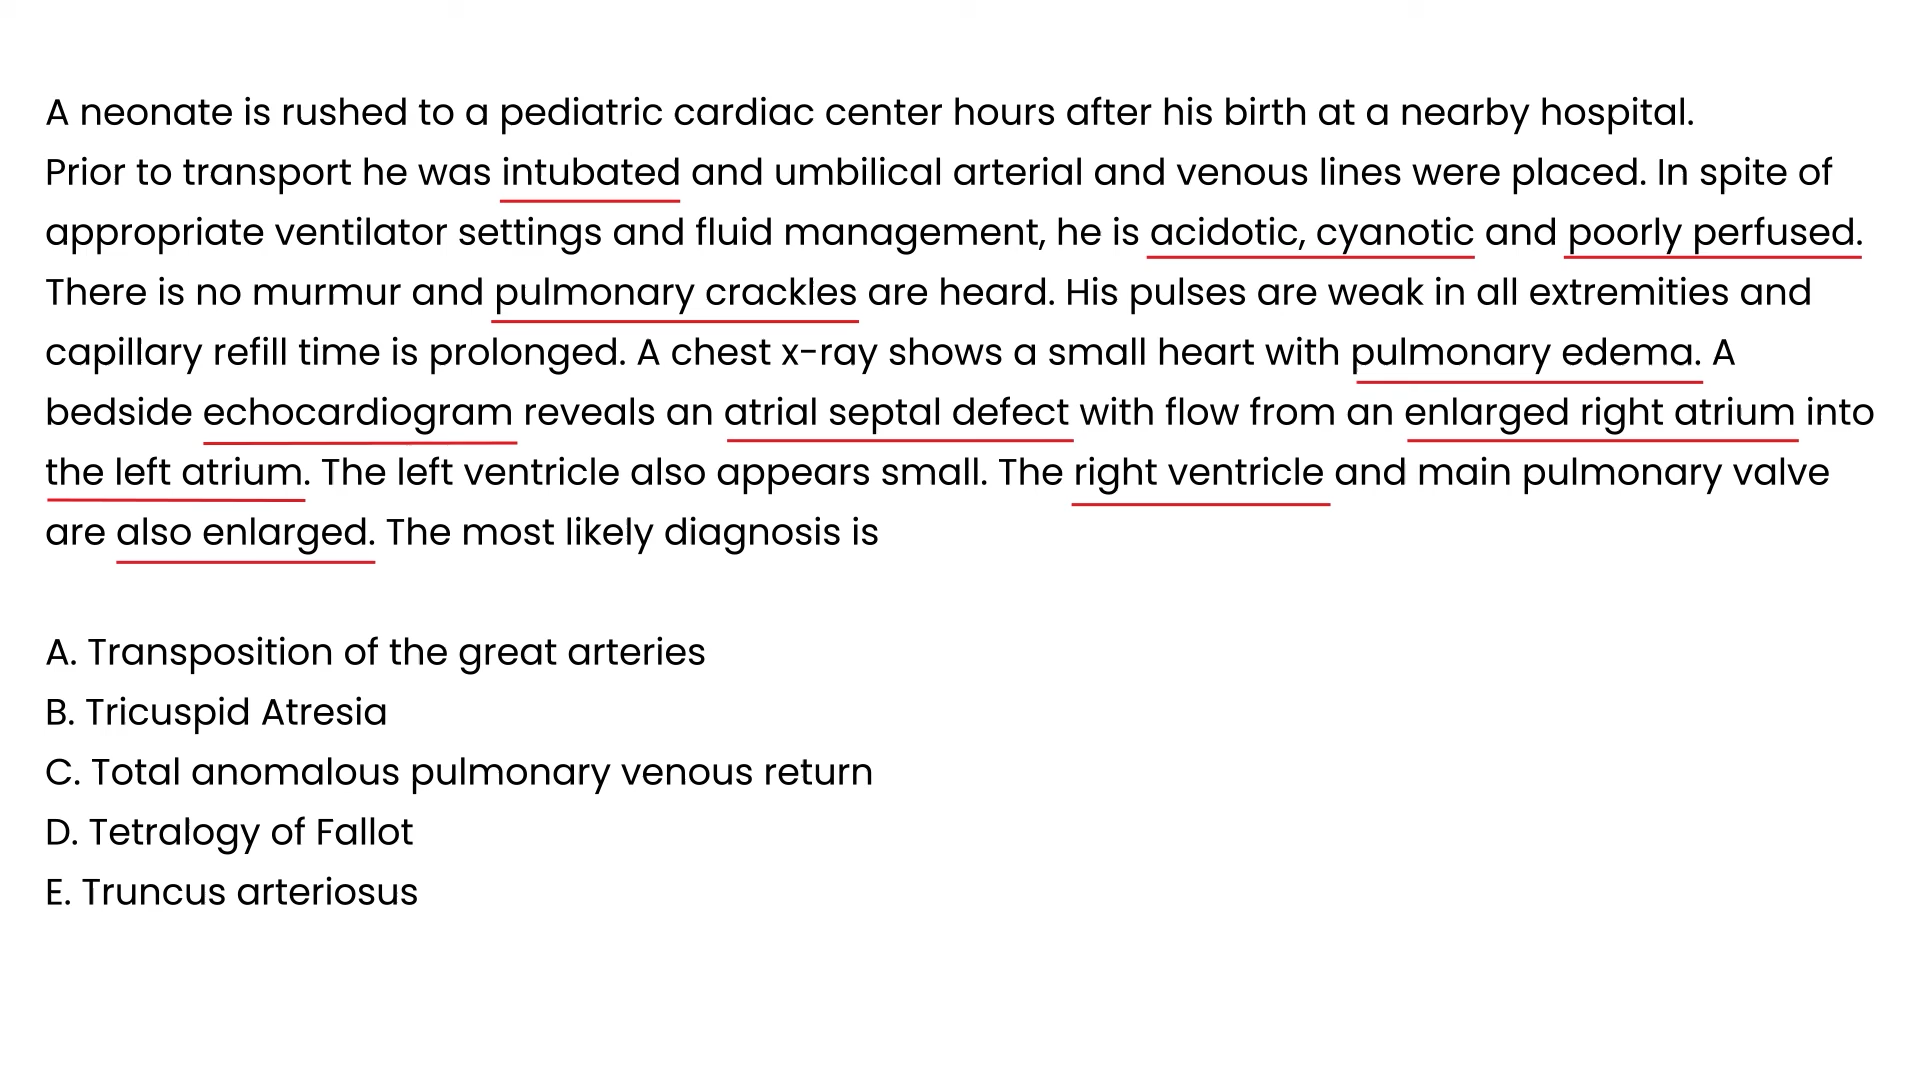 A neonate is rushed to a pediatric cardiac center hours after his birth at a nearby hospital.
Prior to transport he was intubated and umbilical arterial and venous lines were placed. In spite of
appropriate ventilator settings and fluid management, he is acidotic, cyanotic and poorly perfused.
There is no murmur and pulmonary crackles are heard. His pulses are weak in all extremities and
capillary refill time is prolonged. A chest x-ray shows a small heart with pulmonary edema. A
bedside echocardiogram reveals an atrial septal defect with flow from an enlarged right atrium into
the left atrium. The left ventricle also appears small. The right ventricle and main pulmonary valve
are also enlarged. The most likely diagnosis is
A. Transposition of the great arteries
B. Tricuspid Atresia
C. Total anomalous pulmonary venous return
D. Tetralogy of Fallot
E. Truncus arteriosus